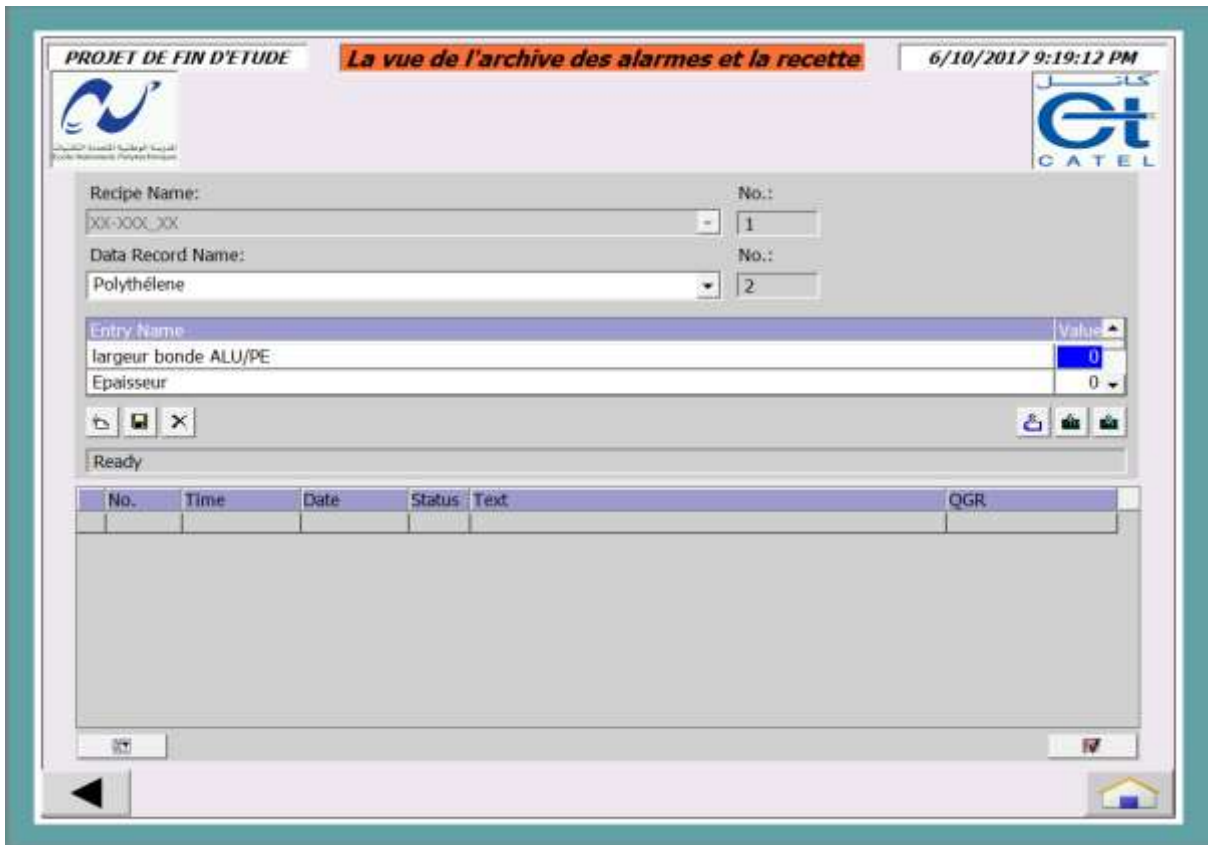 PROJET DE FIN D'ETUDE
La vue de l'archive des alarmes et la recette
6/10/2017 9:19:12 PM
كاتل
CATEL
Recipe Name:
No.:
XX-XXX_XX
1
Data Record Name:
No.:
Polythélene
2
Entry Name
Value
largeur bonde ALU/PE
0
Epaisseur
0
Ready
No. Time Date Status Text QGR